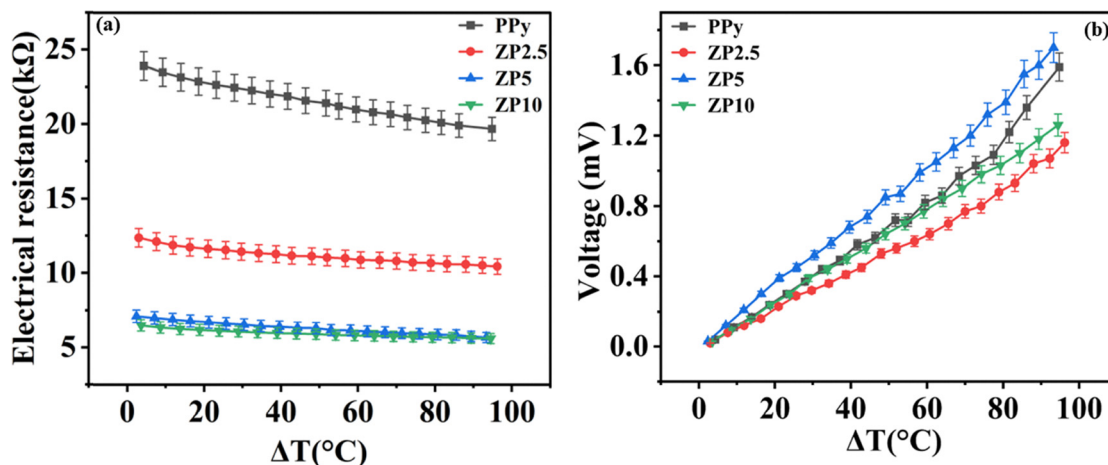 (a)
PPy
ZP2.5
ZP5
ZP10
Electrical resistance(kΩ)
25
20
15
10
5
0 20 40 60 80 100
ΔT(°C)
(b)
PPy
ZP2.5
ZP5
ZP10
Voltage (mV)
1.6
1.2
0.8
0.4
0.0
0 20 40 60 80 100
ΔT(°C)